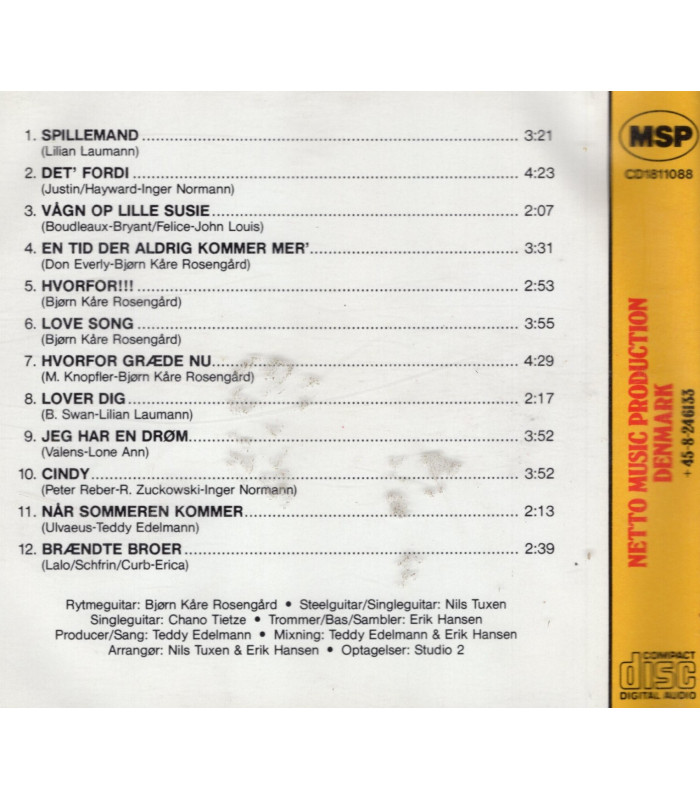 1. SPILLEMAND 3:21
(Lilian Laumann)
2. DET' FORDI 4:23
(Justin/Hayward-Inger Normann)
3. VÅGN OP LILLE SUSIE 2:07
(Boudleaux-Bryant/Felice-John Louis)
4. EN TID DER ALDRIG KOMMER MER' 3:31
(Don Everly-Bjørn Kåre Rosengård)
5. HVORFOR!!! 2:53
(Bjørn Kåre Rosengård)
6. LOVE SONG 3:55
(Bjørn Kåre Rosengård)
7. HVORFOR GRÆDE NU 4:29
(M. Knopfler-Bjørn Kåre Rosengård)
8. LOVER DIG 2:17
(B. Swan-Lilian Laumann)
9. JEG HAR EN DRØM 3:52
(Valens-Lone Ann)
10. CINDY 3:52
(Peter Reber-R. Zuckowski-Inger Normann)
11. NÅR SOMMEREN KOMMER 2:13
(Ulvaeus-Teddy Edelmann)
12. BRÆNDTE BROER 2:39
(Lalo/Schfrin/Curb-Erica)
Rytmeguitar: Bjørn Kåre Rosengård • Steelguitar/Singleguitar: Nils Tuxen
Singleguitar: Chano Tietze • Trommer/Bas/Sambler: Erik Hansen
Producer/Sang: Teddy Edelmann • Mixning: Teddy Edelmann & Erik Hansen
Arrangør: Nils Tuxen & Erik Hansen • Optagelser: Studio 2
MSP
CD1811088
NETTO MUSIC PRODUCTION
DENMARK
+45-8-246133
COMPACT
disc
DIGITAL AUDIO